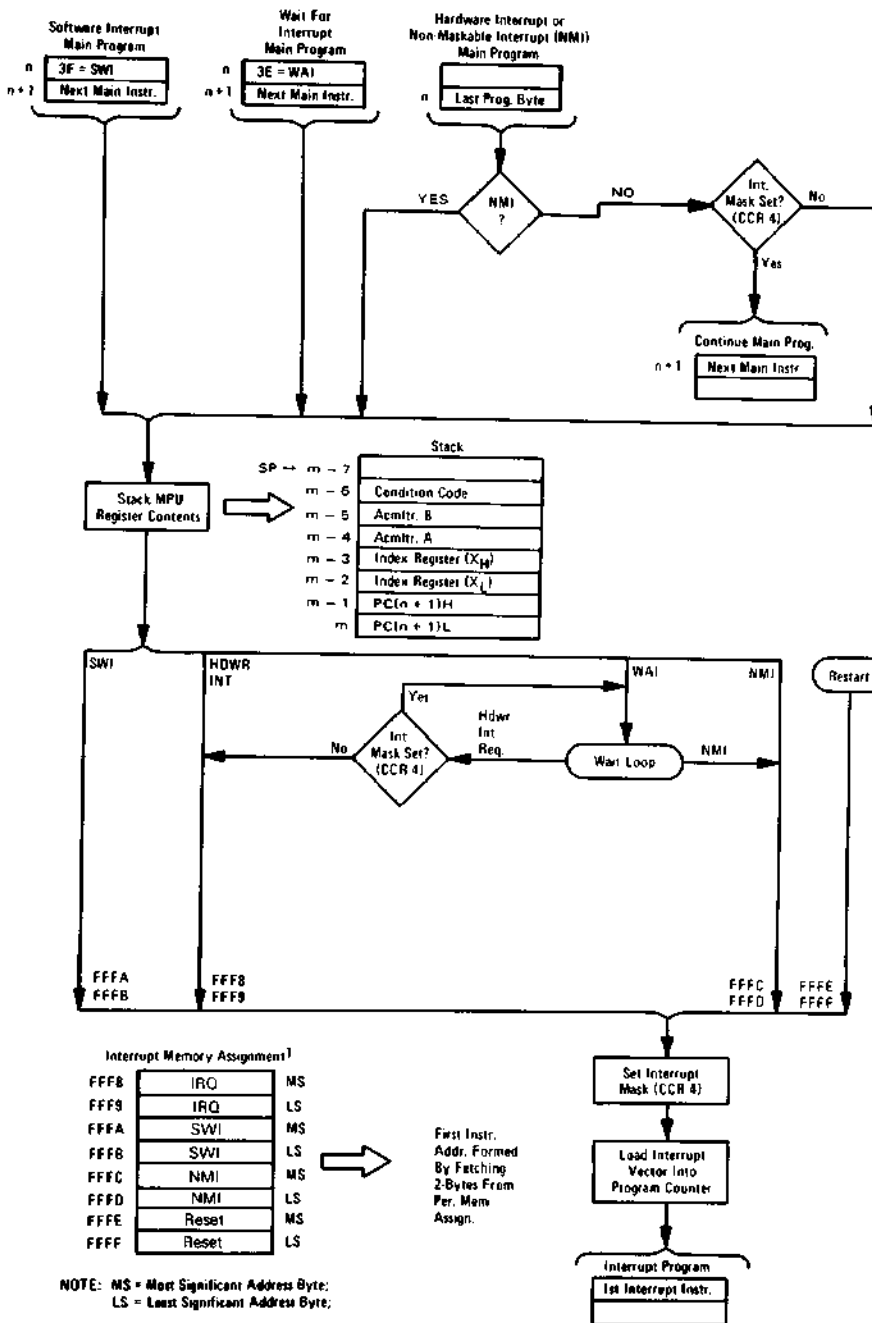 Software Interrupt
Main Program
n 3F = SWI
n + 2 Next Main Instr.
Wait For
Interrupt
Main Program
n 3E = WAI
n + 1 Next Main Instr.
Hardware Interrupt or
Non-Maskable Interrupt (NMI)
Main Program
n Last Prog. Byte
YES
NMI
?
NO
Int.
Mask Set?
(CCR 4)
No
Yes
Continue Main Prog.
n + 1 Next Main Instr
Stack MPU
Register Contents
Stack
SP → m – 7
m – 6 Condition Code
m – 5 Acmltr. B
m – 4 Acmltr. A
m – 3 Index Register (XH)
m – 2 Index Register (XL)
m – 1 PC(n + 1)H
m PC(n + 1)L
SWI
HDWR
INT
WAI
NMI
Restart
Yes
Int
Mask Set?
(CCR 4)
No
Hdwr
Int
Req.
Wait Loop
NMI
FFFA
FFFB
FFF8
FFF9
FFFC
FFFD
FFFE
FFFF
Interrupt Memory Assignment1
FFF8 IRQ MS
FFF9 IRQ LS
FFFA SWI MS
FFFB SWI LS
FFFC NMI MS
FFFD NMI LS
FFFE Reset MS
FFFF Reset LS
First Instr.
Addr. Formed
By Fetching
2-Bytes From
Per. Mem
Assign.
Set Interrupt
Mask (CCR 4)
Load Interrupt
Vector Into
Program Counter
Interrupt Program
1st Interrupt Instr.
NOTE: MS = Most Significant Address Byte;
LS = Least Significant Address Byte;